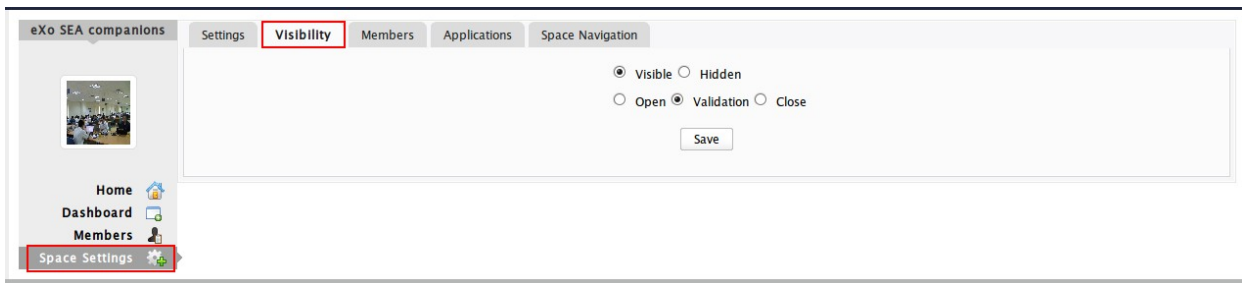 eXo SEA companions
Settings Visibility Members Applications Space Navigation
Visible Hidden
Open Validation Close
Save
Home
Dashboard
Members
Space Settings